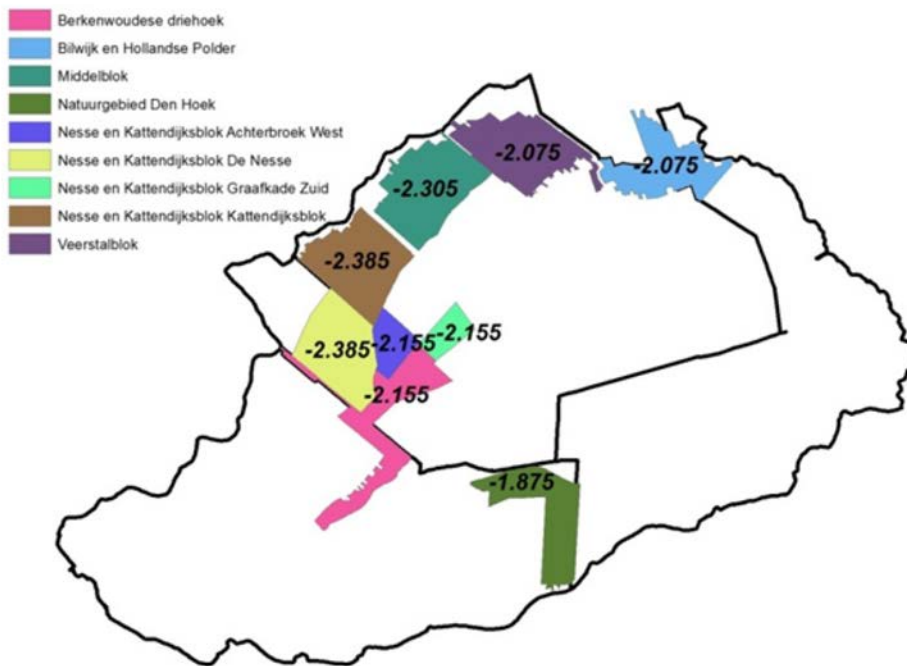 Berkenwoudese driehoek
Bilwijk en Hollandse Polder
Middelblok
Natuurgebied Den Hoek
Nesse en Kattendijksblok Achterbroek West
Nesse en Kattendijksblok De Nesse
Nesse en Kattendijksblok Graafkade Zuid
Nesse en Kattendijksblok Kattendijksblok
Veerstalblok
-2.075
-2.075
-2.305
-2.385
-2.155
-2.155
-2.385
-2.155
-1.875